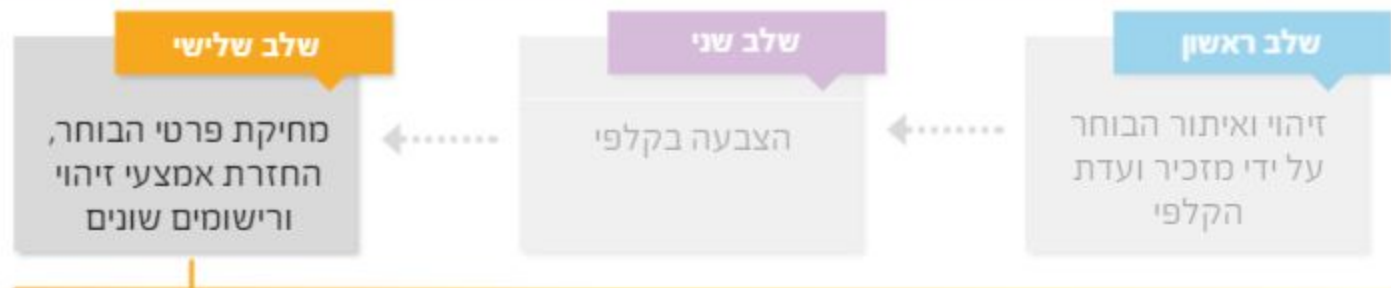 שלב ראשון
זיהוי ואיתור הבוחר
על ידי מזכיר ועדת
הקלפי
שלב שני
הצבעה בקלפי
שלב שלישי
מחיקת פרטי הבוחר,
החזרת אמצעי זיהוי
ורישומים שונים